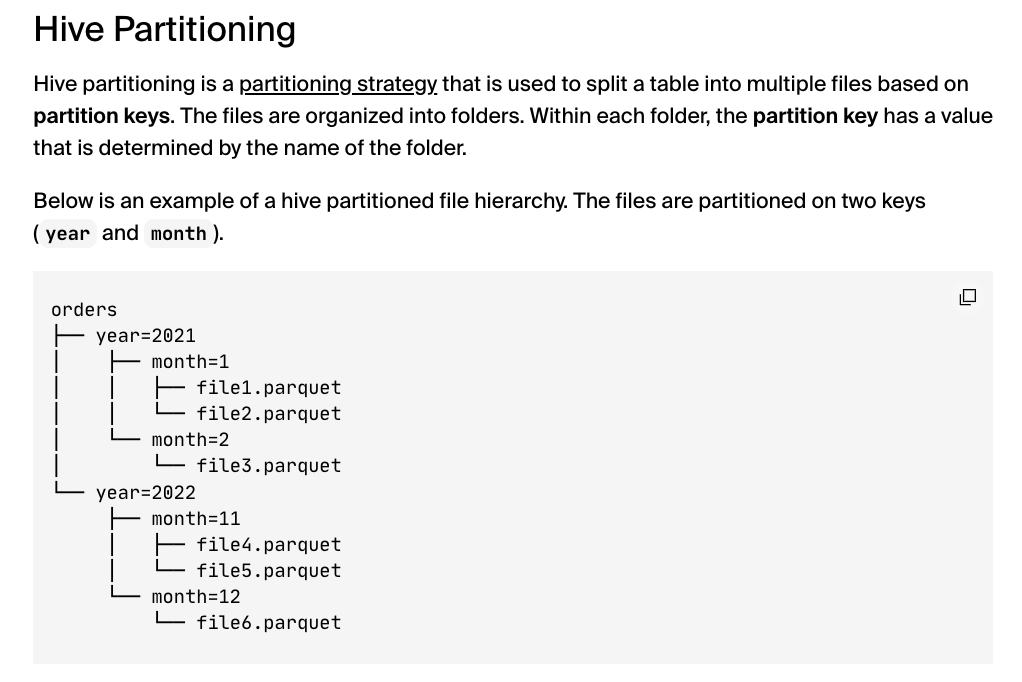 Hive Partitioning
Hive partitioning is a partitioning strategy that is used to split a table into multiple files based on
partition keys. The files are organized into folders. Within each folder, the partition key has a value
that is determined by the name of the folder.
Below is an example of a hive partitioned file hierarchy. The files are partitioned on two keys
( year and month ).
orders
├── year=2021
│    ├── month=1
│    │   ├── file1.parquet
│    │   └── file2.parquet
│    └── month=2
│        └── file3.parquet
└── year=2022
     ├── month=11
     │   ├── file4.parquet
     │   └── file5.parquet
     └── month=12
         └── file6.parquet